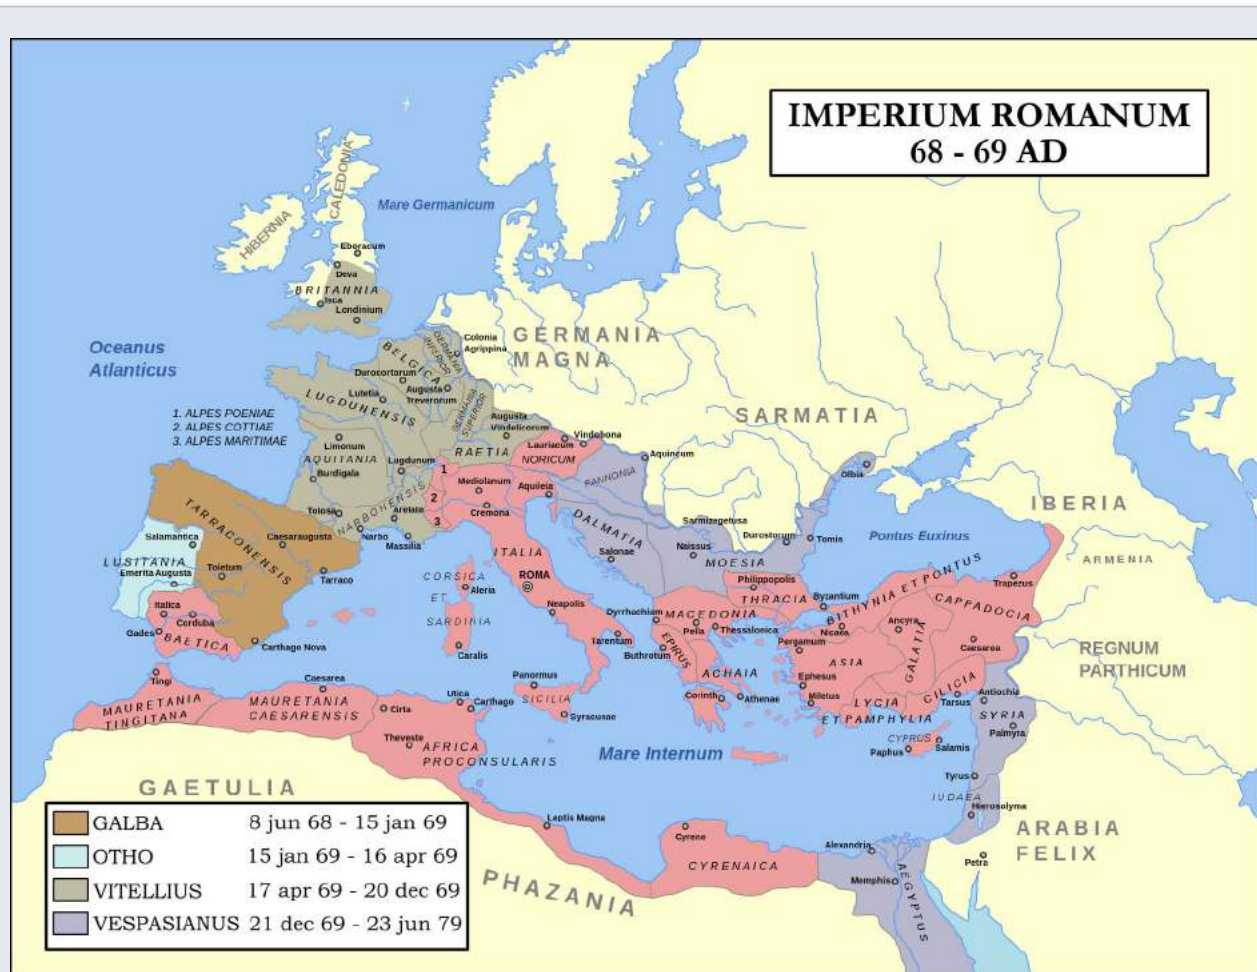 IMPERIUM ROMANUM
68 - 69 AD
CALEDONIA
HIBERNIA
Mare Germanicum
Eboracum
Deva
BRITANNIA
Isca
Londinium
Oceanus
Atlanticus
GERMANIA
MAGNA
Colonia
Agrippina
GERMANIA
INFERIOR
BELGICA
Durocortorum
Augusta
Treverorum
Lutetia
LUGDUNENSIS
GERMANIA
SUPERIOR
SARMATIA
1. ALPES POENIAE
2. ALPES COTTIAE
3. ALPES MARITIMAE
Augusta
Vindelicorum
Limonum
AQUITANIA
Lugdunum
RAETIA
Lauriacum
Vindobona
NORICUM
Aquincum
PANNONIA
Olbia
Burdigala
1
2
3
Mediolanum
Aquileia
Cremona
NARBONENSIS
Tolosa
Arelate
Narbo
Massilia
TARRACONENSIS
Salamantica
Caesaraugusta
LUSITANIA
Emerita Augusta
Toletum
Tarraco
Italica
Corduba
Gades
BAETICA
Carthago Nova
ITALIA
DALMATIA
Salonae
Sarmizegetusa
Naissus
Durostorum
Tomis
MOESIA
Pontus Euxinus
IBERIA
ARMENIA
CORSICA
ET
SARDINIA
Aleria
ROMA
Neapolis
Caralis
Tarentum
Dyrrhachium
Buthrotum
Philippopolis
THRACIA
Byzantium
MACEDONIA
Pella
Thessalonica
EPIRUS
ACHAIA
Corinth
Athenae
BITHYNIA ET PONTUS
Trapezus
CAPPADOCIA
Nicaea
Ancyra
Pergamum
GALATIA
Caesarea
ASIA
Ephesus
Miletus
LYCIA
ET PAMPHYLIA
CILICIA
Tarsus
Antiochia
SYRIA
Palmyra
REGNUM
PARTHICUM
CYPRUS
Paphus
Salamis
Tyrus
IUDAEA
Hierosolyma
Tingi
MAURETANIA
TINGITANA
Caesarea
MAURETANIA
CAESARENSIS
Cirta
Utica
Carthago
Theveste
AFRICA
PROCONSULARIS
Panormus
SICILIA
Syracusae
Mare Internum
GAETULIA
Leptis Magna
PHAZANIA
Cyrene
CYRENAICA
Alexandria
Memphis
AEGYPTUS
ARABIA
FELIX
Petra
GALBA 8 jun 68 - 15 jan 69
OTHO 15 jan 69 - 16 apr 69
VITELLIUS 17 apr 69 - 20 dec 69
VESPASIANUS 21 dec 69 - 23 jun 79